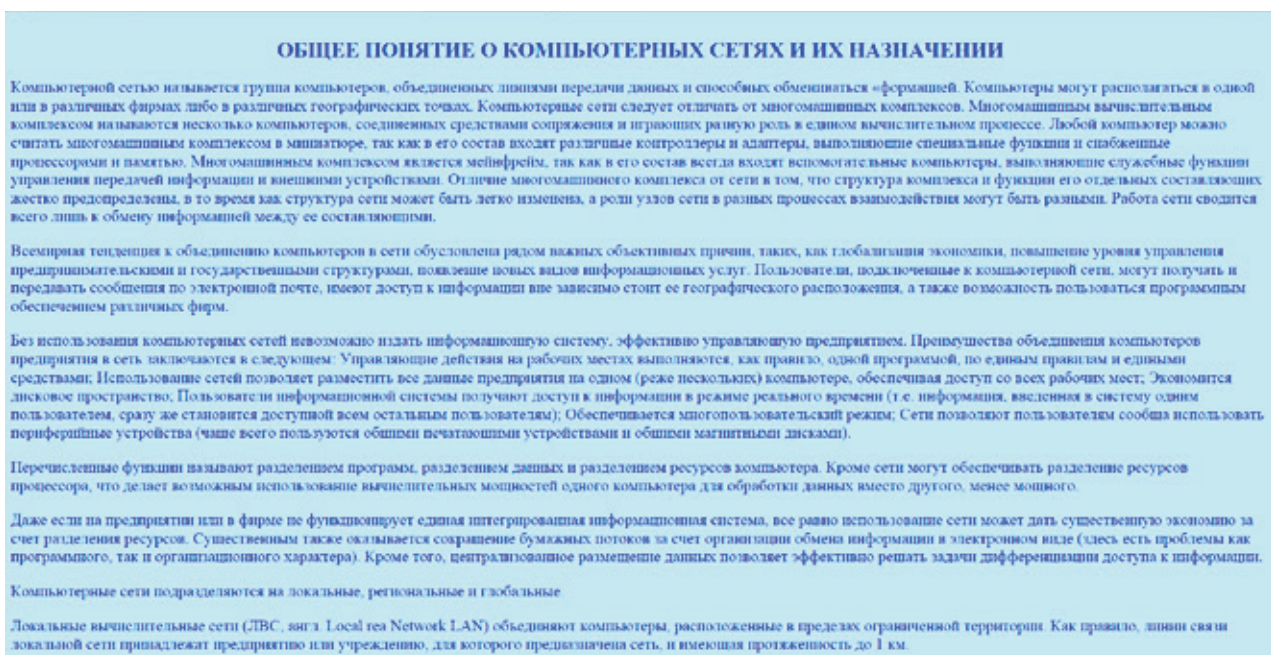 ОБЩЕЕ ПОНЯТИЕ О КОМПЬЮТЕРНЫХ СЕТЯХ И ИХ НАЗНАЧЕНИИ
Компьютерной сетью называется группа компьютеров, объединенных линиями передачи данных и способных обмениваться «формацией. Компьютеры могут располагаться в одной
или в различных фирмах либо в различных географических точках. Компьютерные сети следует отличать от многомашинных комплексов. Многомашинным вычислительным
комплексом называются несколько компьютеров, соединенных средствами сопряжения и играющих разную роль в едином вычислительном процессе. Любой компьютер можно
считать многомашинным комплексом в миниатюре, так как в его состав входят различные контроллеры и адаптеры, выполняющие специальные функции и снабженные
процессорами и памятью. Многомашинным комплексом является мейнфрейм, так как в его состав всегда входят вспомогательные компьютеры, выполняющие служебные функции
управления передачей информации и внешними устройствами. Отличие многомашинного комплекса от сети в том, что структура комплекса и функции его отдельных составляющих
жестко предопределены, в то время как структура сети может быть легко изменена, а роли узлов сети в разных процессах взаимодействия могут быть разными. Работа сети сводится
всего лишь к обмену информацией между ее составляющими.
Всемирная тенденция к объединению компьютеров в сети обусловлена рядом важных объективных причин, таких, как глобализация экономики, повышение уровня управления
предпринимательскими и государственными структурами, появление новых видов информационных услуг. Пользователи, подключенные к компьютерной сети, могут получать и
передавать сообщения по электронной почте, имеют доступ к информации вне зависимо стоит ее географического расположения, а также возможность пользоваться программным
обеспечением различных фирм.
Без использования компьютерных сетей невозможно издать информационную систему, эффективно управляющую предприятием. Преимущества объединения компьютеров
предприятия в сеть заключаются в следующем: Управляющие действия на рабочих местах выполняются, как правило, одной программой, по единым правилам и едиными
средствами; Использование сетей позволяет разместить все данные предприятия на одном (реже нескольких) компьютере, обеспечивая доступ со всех рабочих мест; Экономится
дисковое пространство; Пользователи информационной системы получают доступ к информации в режиме реального времени (т.е. информация, введенная в систему одним
пользователем, сразу же становится доступной всем остальным пользователям); Обеспечивается многопользовательский режим; Сети позволяют пользователям сообща использовать
периферийные устройства (чаще всего пользуются общими печатающими устройствами и общими магнитными дисками).
Перечисленные функции называют разделением программ, разделением данных и разделением ресурсов компьютера. Кроме сети могут обеспечивать разделение ресурсов
процессора, что делает возможным использование вычислительных мощностей одного компьютера для обработки данных вместо другого, менее мощного.
Даже если на предприятии или в фирме не функционирует единая интегрированная информационная система, все равно использование сети может дать существенную экономию за
счет разделения ресурсов. Существенным также оказывается сокращение бумажных потоков за счет организации обмена информации в электронном виде (здесь есть проблемы как
программного, так и организационного характера). Кроме того, централизованное размещение данных позволяет эффективно решать задачи дифференциации доступа к информации.
Компьютерные сети подразделяются на локальные, региональные и глобальные
Локальные вычислительные сети (ЛВС, англ. Local rea Network LAN) объединяют компьютеры, расположенные в пределах ограниченной территории. Как правило, линии связи
локальной сети принадлежат предприятию или учреждению, для которого предназначена сеть, и имеющая протяженность до 1 км.